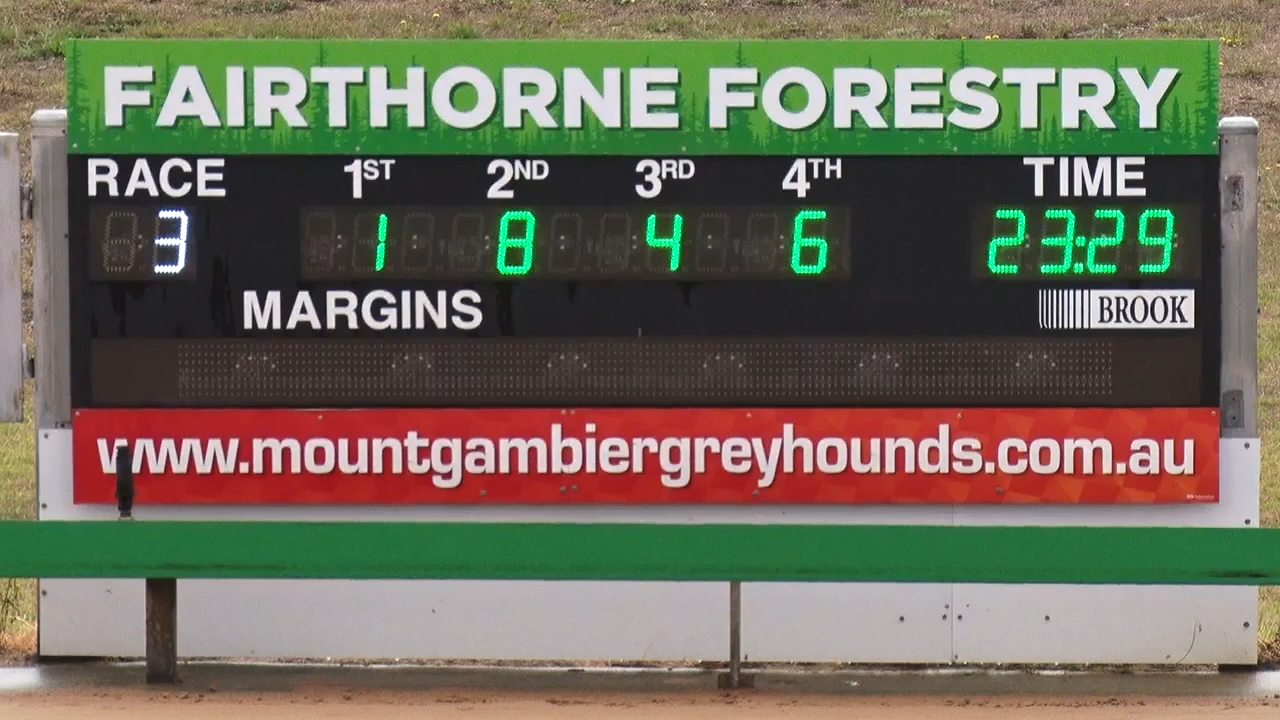 FAIRTHORNE FORESTRY
RACE 1ST 2ND 3RD 4TH TIME
3 1 8 4 6 23:29
MARGINS BROOK
www.mountgambiergreyhounds.com.au